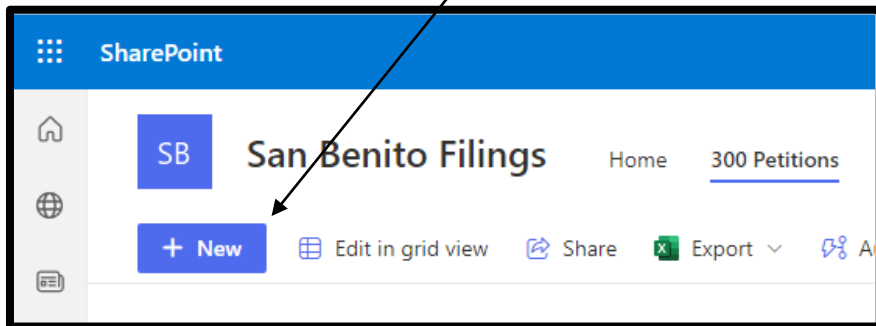 SharePoint
SB San Benito Filings Home 300 Petitions
+ New Edit in grid view Share Export